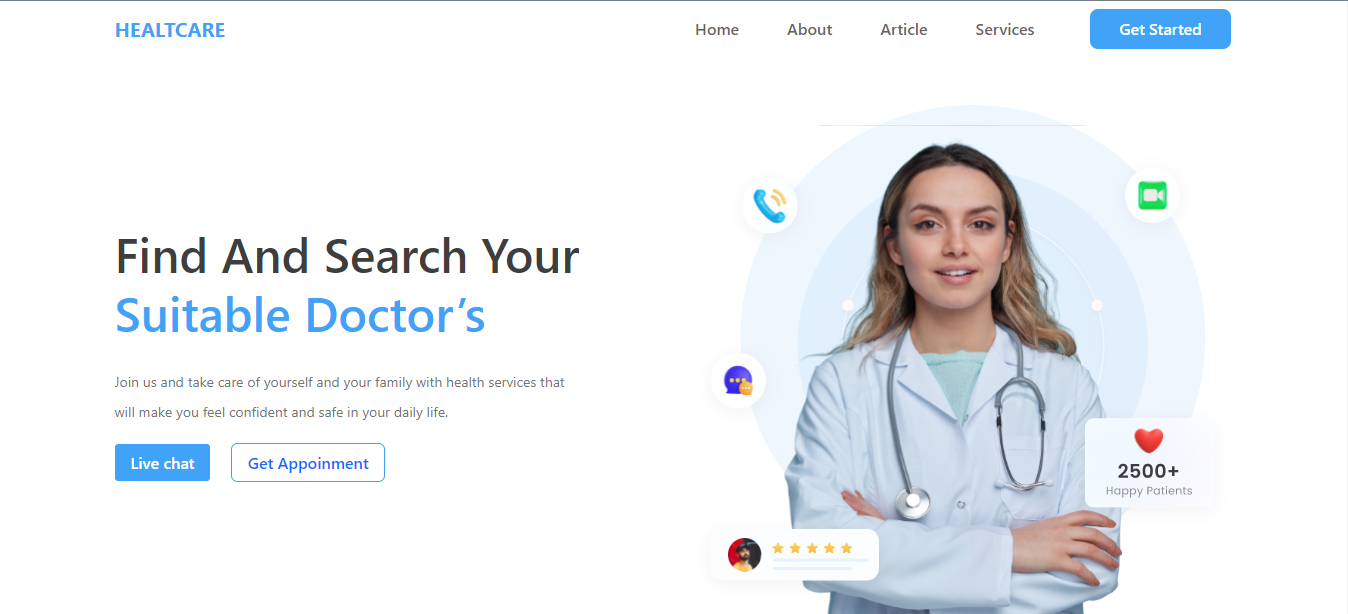 HEALTCARE
Home
About
Article
Services
Get Started
Find And Search Your
Suitable Doctor’s
Join us and take care of yourself and your family with health services that
will make you feel confident and safe in your daily life.
Live chat
Get Appoinment
2500+
Happy Patients